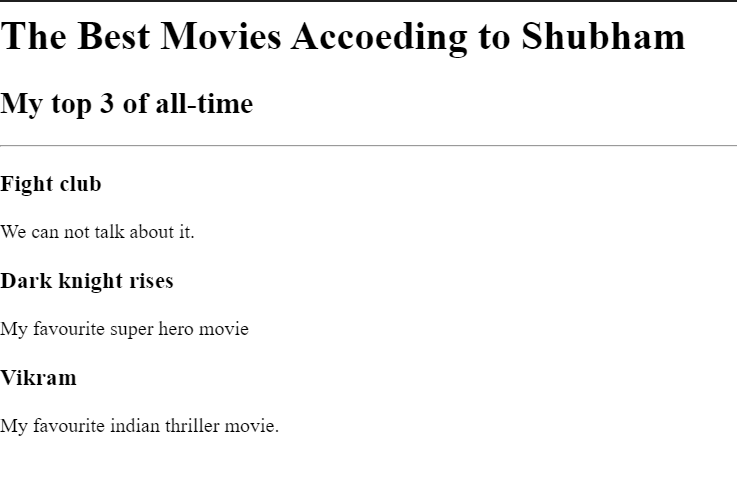 The Best Movies Accoeding to Shubham
My top 3 of all-time
Fight club
We can not talk about it.
Dark knight rises
My favourite super hero movie
Vikram
My favourite indian thriller movie.